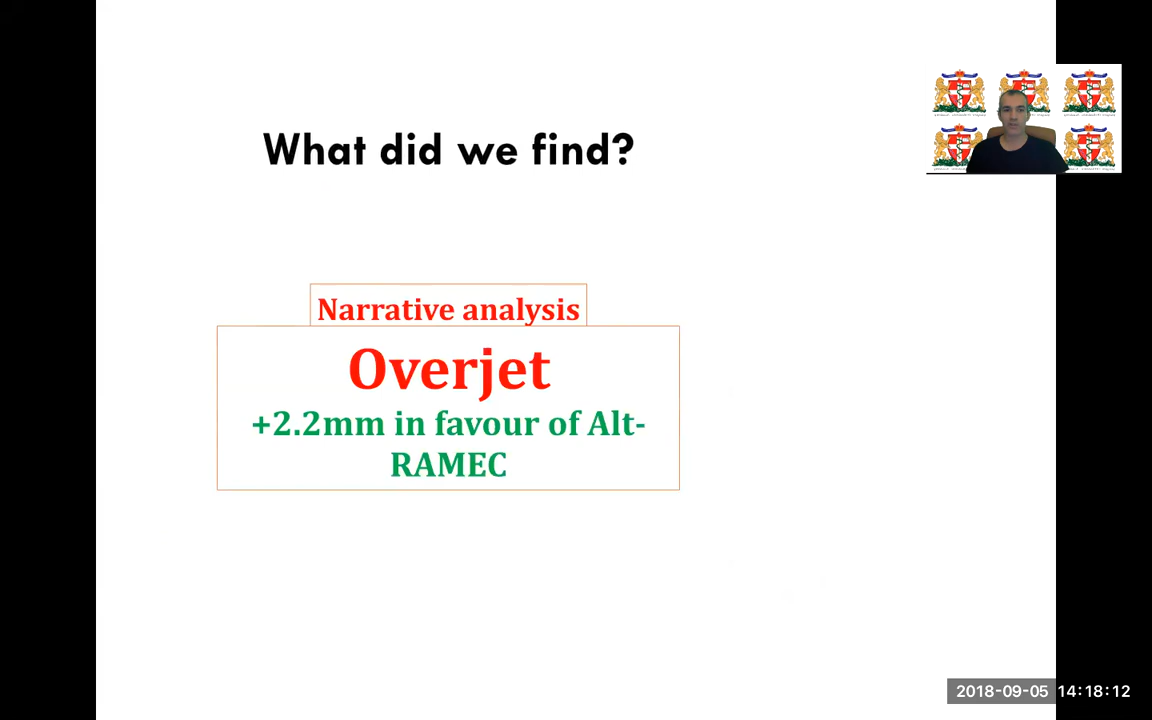 What did we find?
Narrative analysis
Overjet
+2.2mm in favour of Alt-
RAMEC
2018-09-05 14:18:12